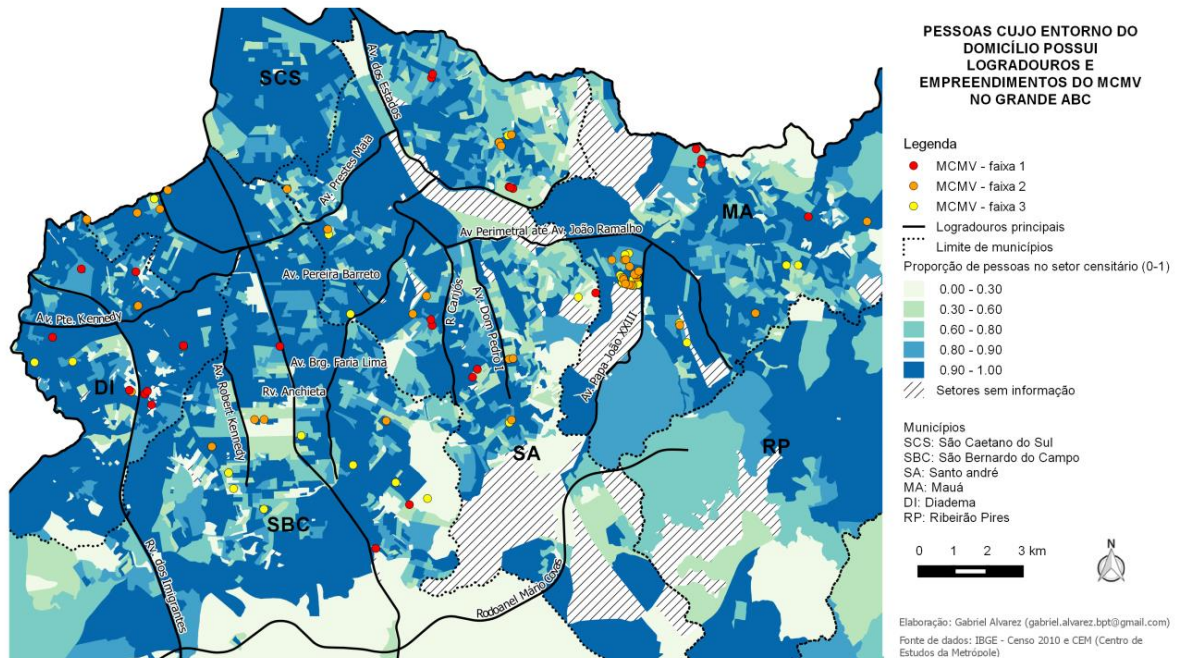 PESSOAS CUJO ENTORNO DO
DOMICÍLIO POSSUI
LOGRADOUROS E
EMPREENDIMENTOS DO MCMV
NO GRANDE ABC
Legenda
MCMV - faixa 1
MCMV - faixa 2
MCMV - faixa 3
Logradouros principais
Limite de municípios
Proporção de pessoas no setor censitário (0-1)
0.00 - 0.30
0.30 - 0.60
0.60 - 0.80
0.80 - 0.90
0.90 - 1.00
Setores sem informação
Municípios
SCS: São Caetano do Sul
SBC: São Bernardo do Campo
SA: Santo andré
MA: Mauá
DI: Diadema
RP: Ribeirão Pires
0 1 2 3 km
N
Elaboração: Gabriel Alvarez (gabriel.alvarez.bpt@gmail.com)
Fonte de dados: IBGE - Censo 2010 e CEM (Centro de
Estudos da Metrópole)
SCS
Av. dos Estados
Av. Prestes Maia
MA
Av Perimetral até Av. João Ramalho
Av. Pereira Barreto
R Carijos
Av. Dom Pedro I
Av. Pte. Kennedy
Av. Papa João XXIII
Av. Brg. Faria Lima
DI
Av. Robert Kennedy
Rv. Anchieta
SA
RP
SBC
Rv. dos Imigrantes
Rodoanel Mário Covas